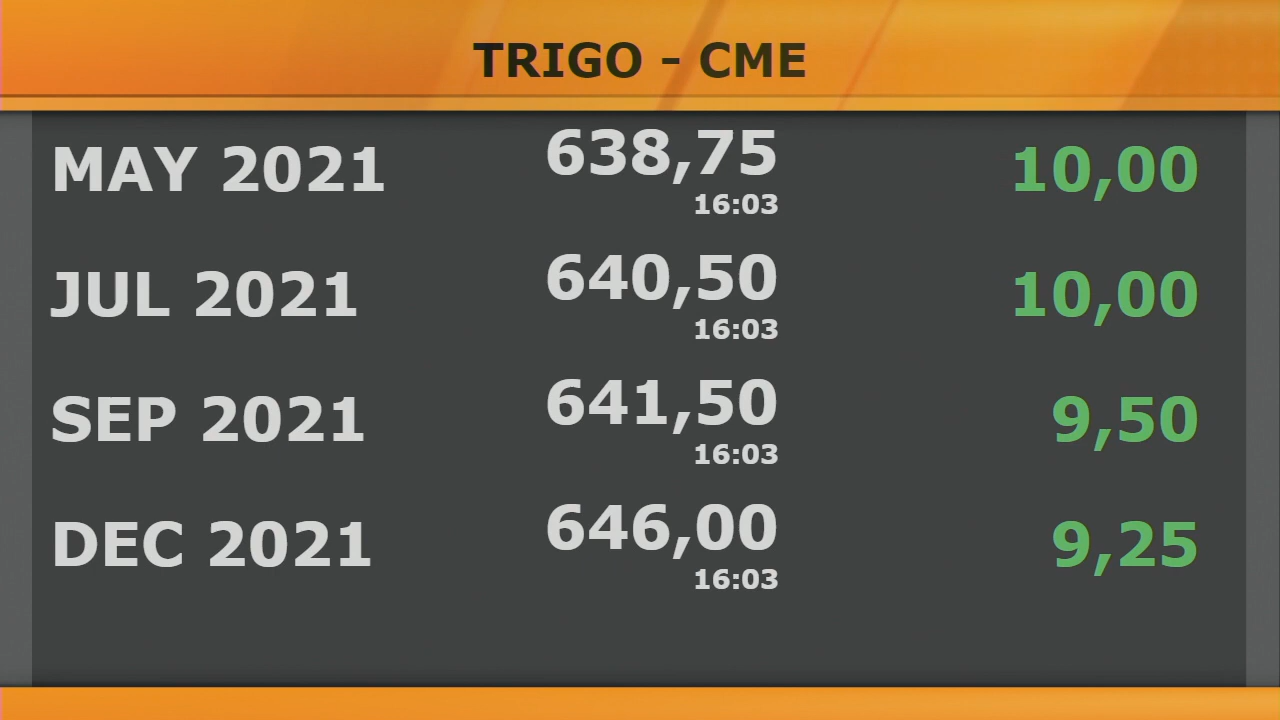 TRIGO – CME
MAY 2021 638,75 10,00
16:03
JUL 2021 640,50 10,00
16:03
SEP 2021 641,50 9,50
16:03
DEC 2021 646,00 9,25
16:03